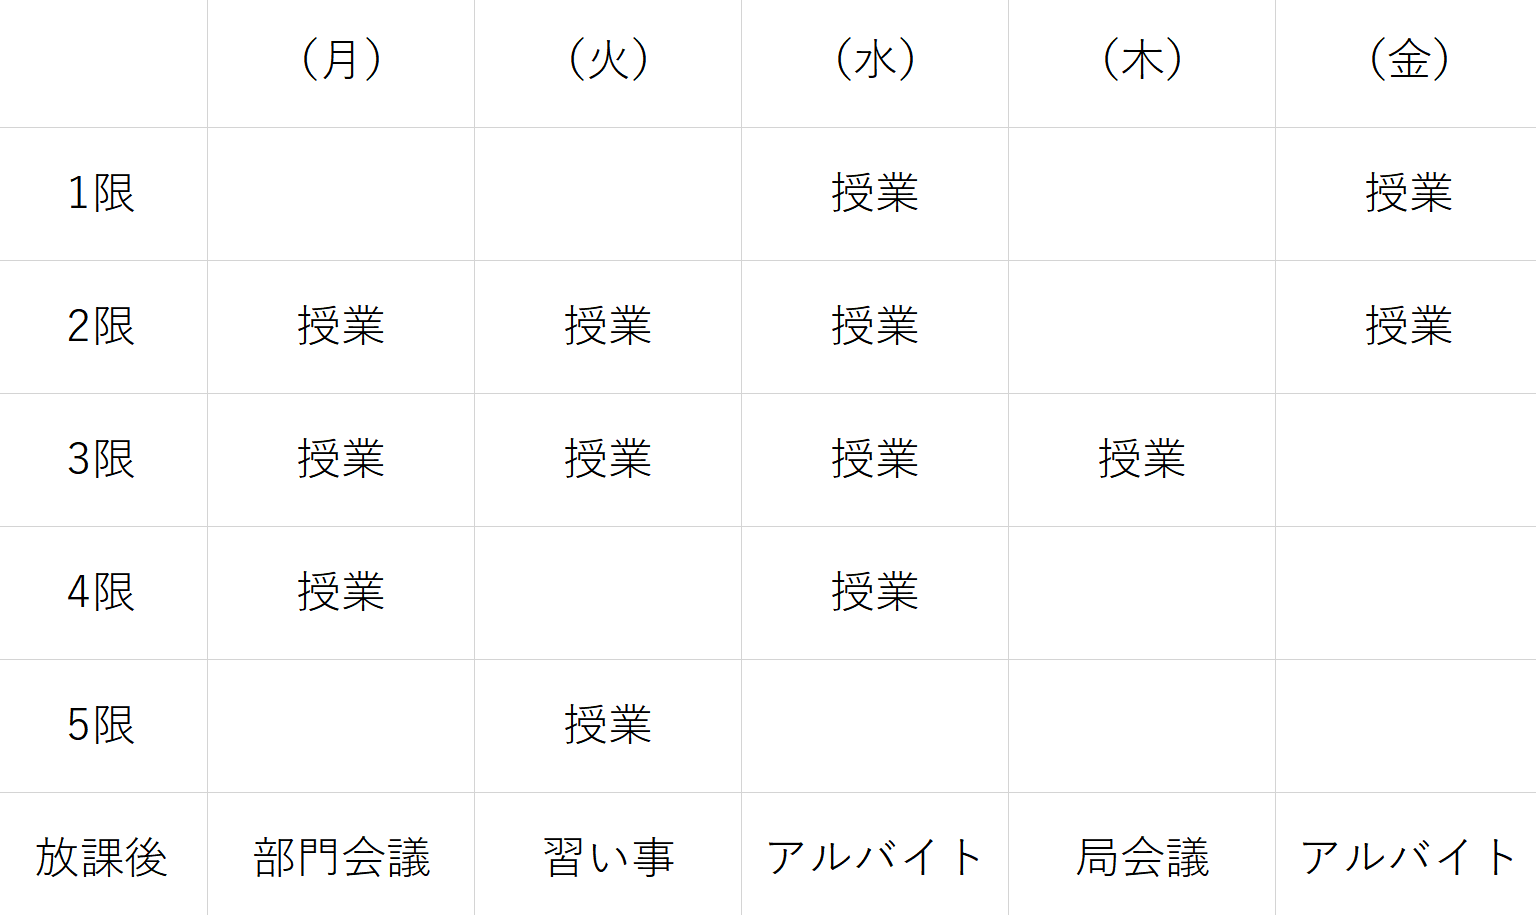 （月） （火） （水） （木） （金）
1限 授業 授業
2限 授業 授業 授業 授業
3限 授業 授業 授業 授業
4限 授業 授業
5限 授業
放課後 部門会議 習い事 アルバイト 局会議 アルバイト